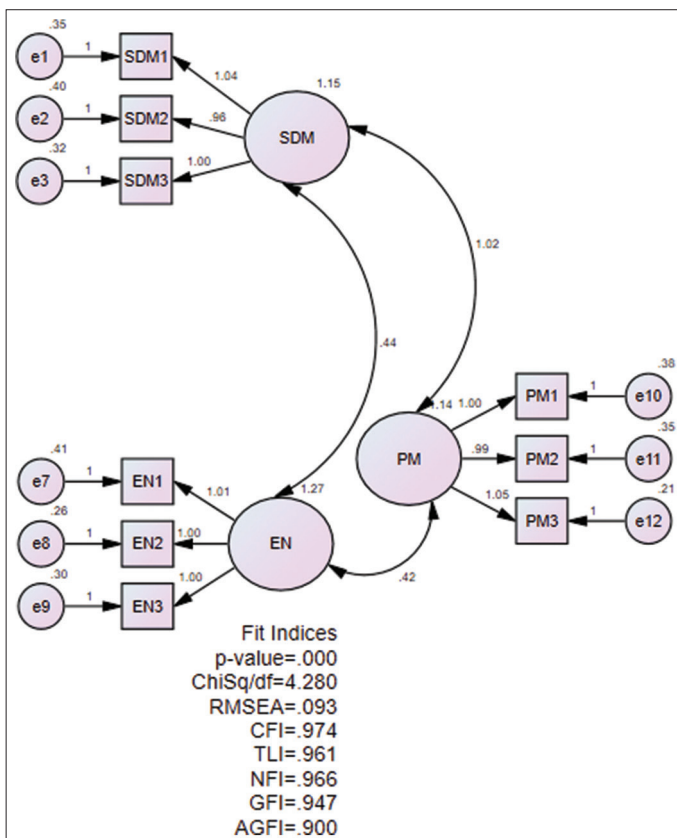 .35
e1
1
SDM1
1.04
.40
e2
1
SDM2
.96
.32
e3
1
SDM3
1.00
1.15
SDM
1.02
.44
.41
e7
1
EN1
1.01
.26
e8
1
EN2
1.00
.30
e9
1
EN3
1.00
1.27
EN
.42
1.14
PM
1.00
PM1
1
.38
e10
.99
PM2
1
.35
e11
1.05
PM3
1
.21
e12
Fit Indices
p-value=.000
ChiSq/df=4.280
RMSEA=.093
CFI=.974
TLI=.961
NFI=.966
GFI=.947
AGFI=.900